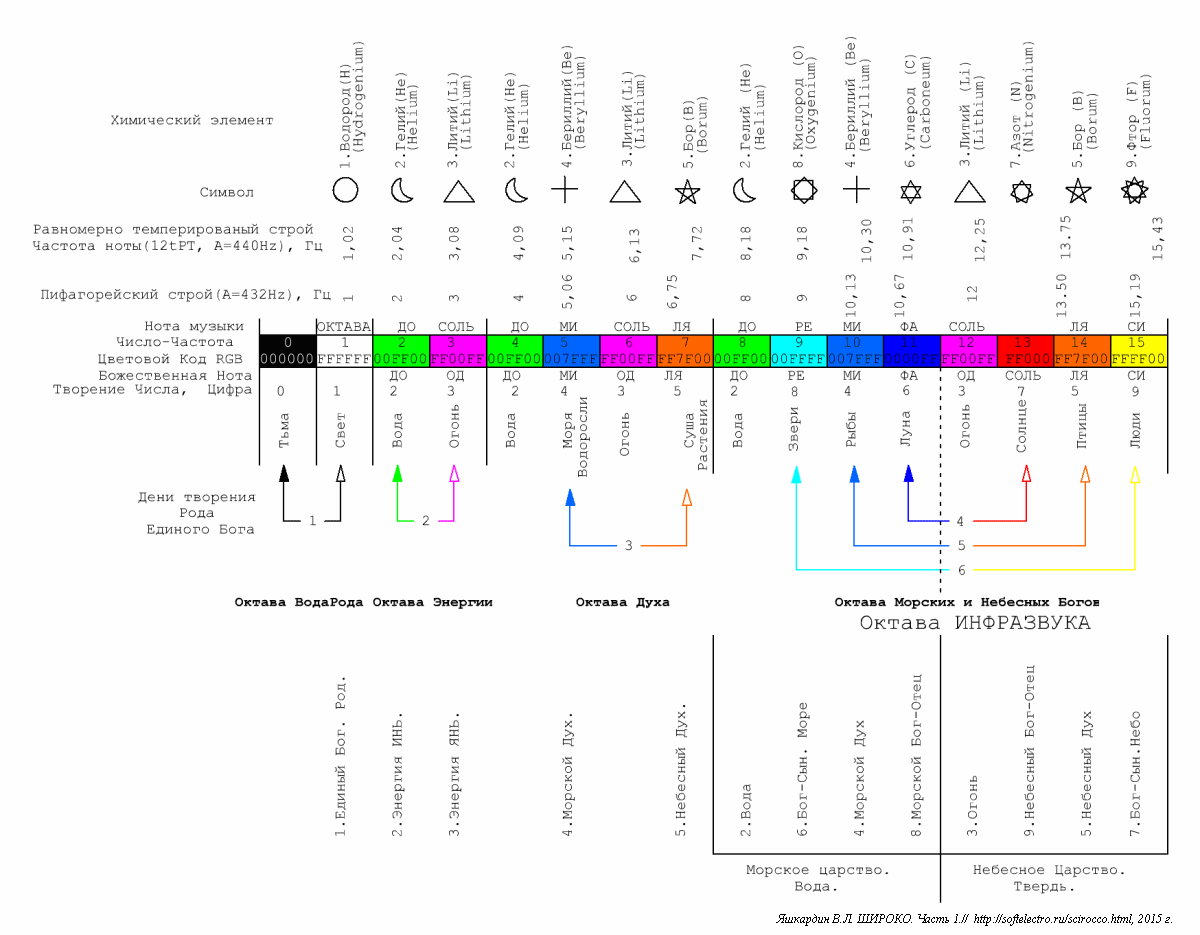 Химический элемент
1.Водород(H)
(Hydrogenium)
2.Гелий(He)
(Helium)
3.Литий(Li)
(Lithium)
2.Гелий(He)
(Helium)
4.Бериллий(Be)
(Beryllium)
3.Литий(Li)
(Lithium)
5.Бор(B)
(Borum)
2.Гелий (He)
(Helium)
8.Кислород (O)
(Oxygenium)
4.Бериллий (Be)
(Beryllium)
6.Углерод (C)
(Carboneum)
3.Литий (Li)
(Lithium)
7.Азот (N)
(Nitrogenium)
5.Бор (B)
(Borum)
9.Фтор (F)
(Fluorum)
Символ
Равномерно темперированый строй
Частота ноты(12tРТ, A=440Hz), Гц
1,02 2,04 3,08 4,09 5,15 6,13 7,72 8,18 9,18 10,30 10,91 12,25 13.75 15,43
Пифагорейский строй(A=432Hz), Гц
1 2 3 4 5,06 6 6,75 8 9 10,13 10,67 12 13.50 15,19
Нота музыки ОКТАВА ДО СОЛЬ ДО МИ СОЛЬ ЛЯ ДО РЕ МИ ФА СОЛЬ ЛЯ СИ
Число-Частота 0 1 2 3 4 5 6 7 8 9 10 11 12 13 14 15
Цветовой Код RGB 000000 FFFFFF 00FF00 FF00FF 00FF00 007FFF FF00FF FF7F00 00FF00 00FFFF 007FFF 0000FF FF00FF FF000 FF7F00 FFFF00
Божественная Нота ДО ОД ДО МИ ОД ЛЯ ДО РЕ МИ ФА ОД СОЛЬ ЛЯ СИ
Творение Числа, Цифра 0 1 2 3 2 4 3 5 2 8 4 6 3 7 5 9
Тьма
Свет
Вода
Огонь
Вода
Моря
Водоросли
Огонь
Суша
Растения
Вода
Звери
Рыбы
Луна
Огонь
Солнце
Птицы
Люди
Дени творения
Рода
Единого Бога
1 2 3 4 5 6
Октава ВодаРода Октава Энергии Октава Духа Октава Морских и Небесных Богов
Октава ИНФРАЗВУКА
1.Единый Бог. Род.
2.Энергия ИНЬ.
3.Энергия ЯНЬ.
4.Морской Дух.
5.Небесный Дух.
2.Вода
6.Бог-Сын. Море
4.Морской Дух
8.Морской Бог-Отец
3.Огонь
9.Небесный Бог-Отец
5.Небесный Дух
7.Бог-Сын.Небо
Морское царство.
Вода.
Небесное Царство.
Твердь.
Яшкардин В.Л. ШИРОКО. Часть 1.// http://softelectro.ru/scirocco.html, 2015 г.